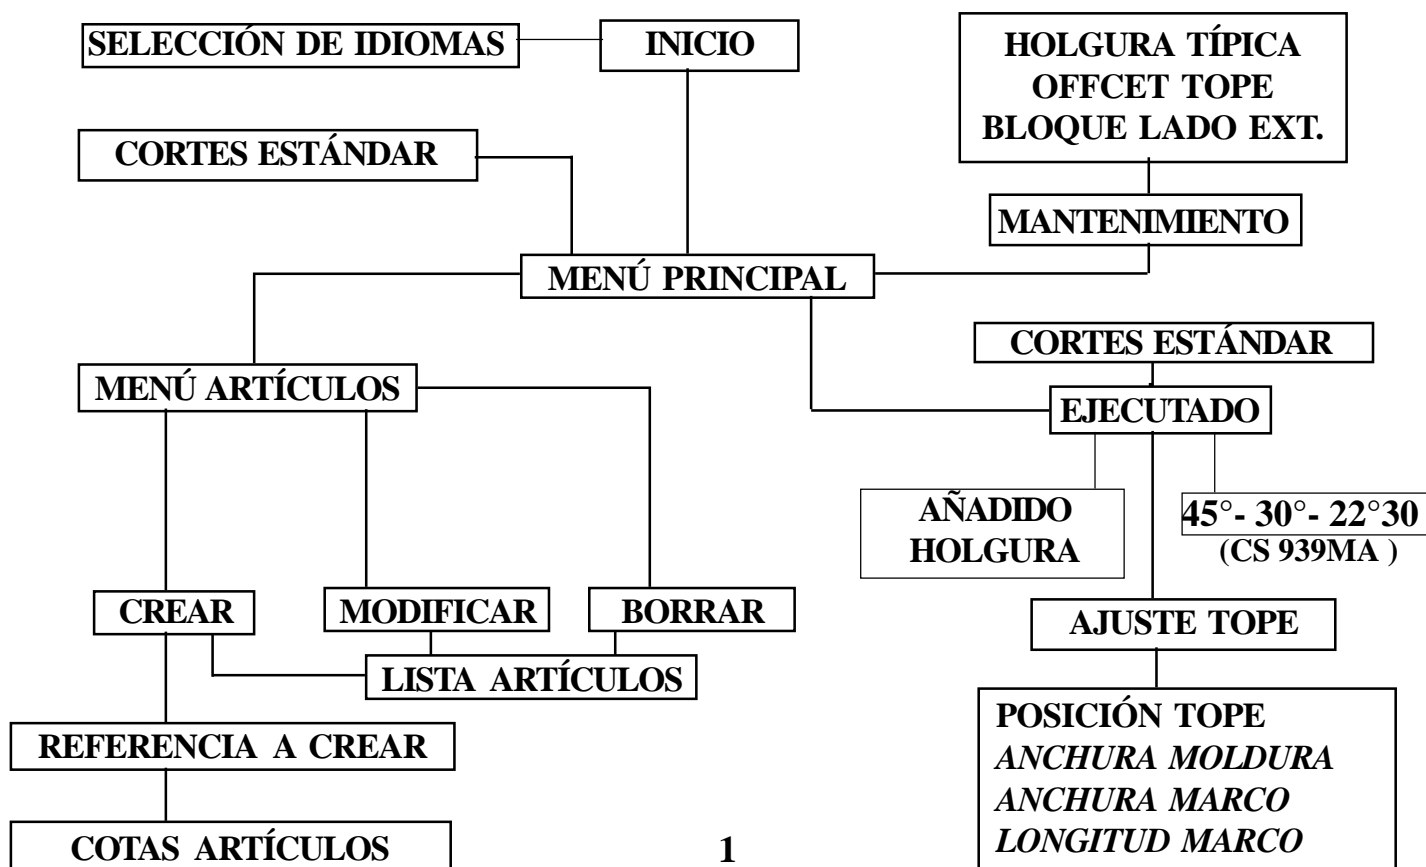 SELECCIÓN DE IDIOMAS
INICIO
HOLGURA TÍPICA
OFFCET TOPE
BLOQUE LADO EXT.
CORTES ESTÁNDAR
MANTENIMIENTO
MENÚ PRINCIPAL
CORTES ESTÁNDAR
MENÚ ARTÍCULOS
EJECUTADO
AÑADIDO
HOLGURA
45°- 30°- 22°30
(CS 939MA )
CREAR
MODIFICAR
BORRAR
AJUSTE TOPE
LISTA ARTÍCULOS
REFERENCIA A CREAR
POSICIÓN TOPE
ANCHURA MOLDURA
ANCHURA MARCO
LONGITUD MARCO
COTAS ARTÍCULOS
1